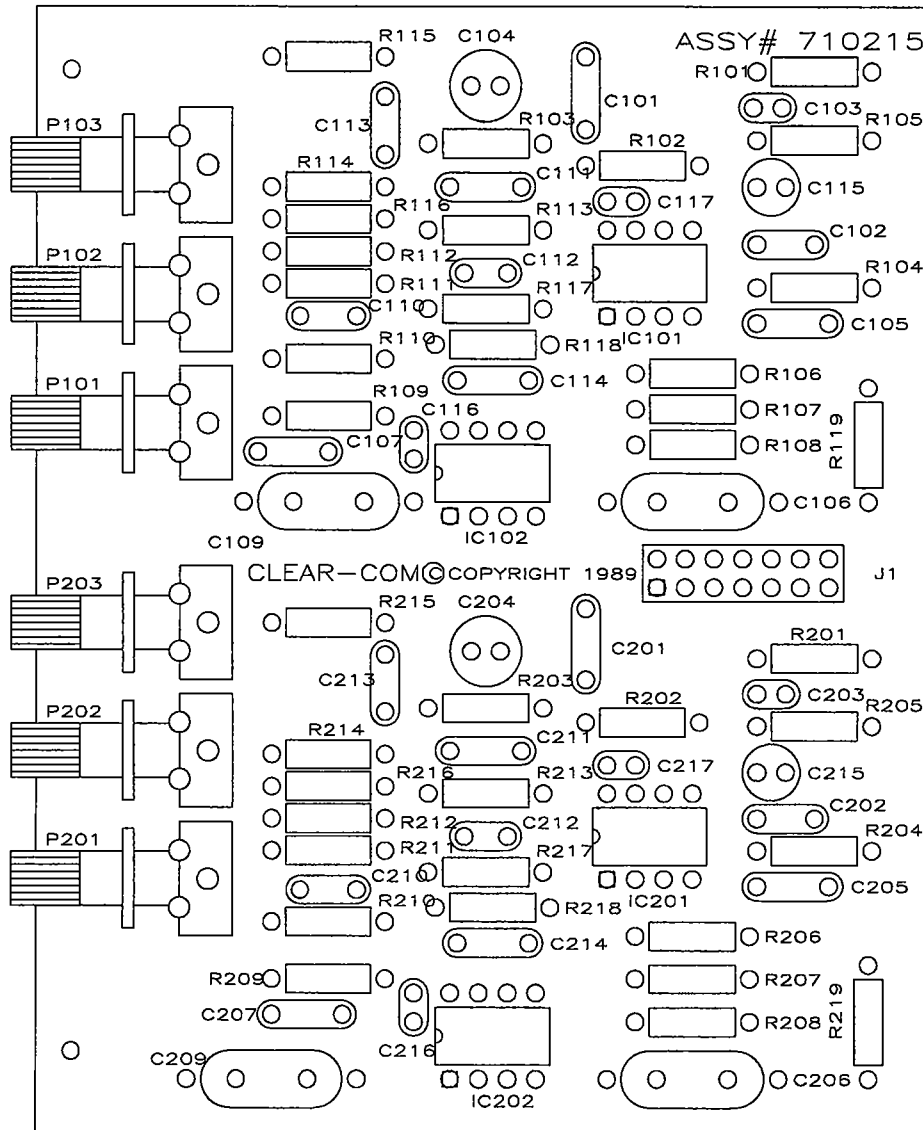 R115
C104
ASSY# 710215
R101
C101
C103
P103
C113
R103
R105
R102
R114
C111
C115
R116
R113
C117
C102
P102
R112
C112
R104
R111
R117
C110
IC101
C105
R110
R118
R106
P101
C114
R109
C116
R107
C107
R108
R119
C106
C109
IC102
CLEAR-COM© COPYRIGHT 1989
J1
P203
R215
C204
R201
C201
C213
R203
C203
R202
R205
P202
R214
C211
R216
R213
C217
C215
C202
R212
C212
R204
P201
R211
R217
C210
IC201
C205
R210
R218
R206
C214
R209
R207
C207
R208
R219
C216
C209
C206
IC202